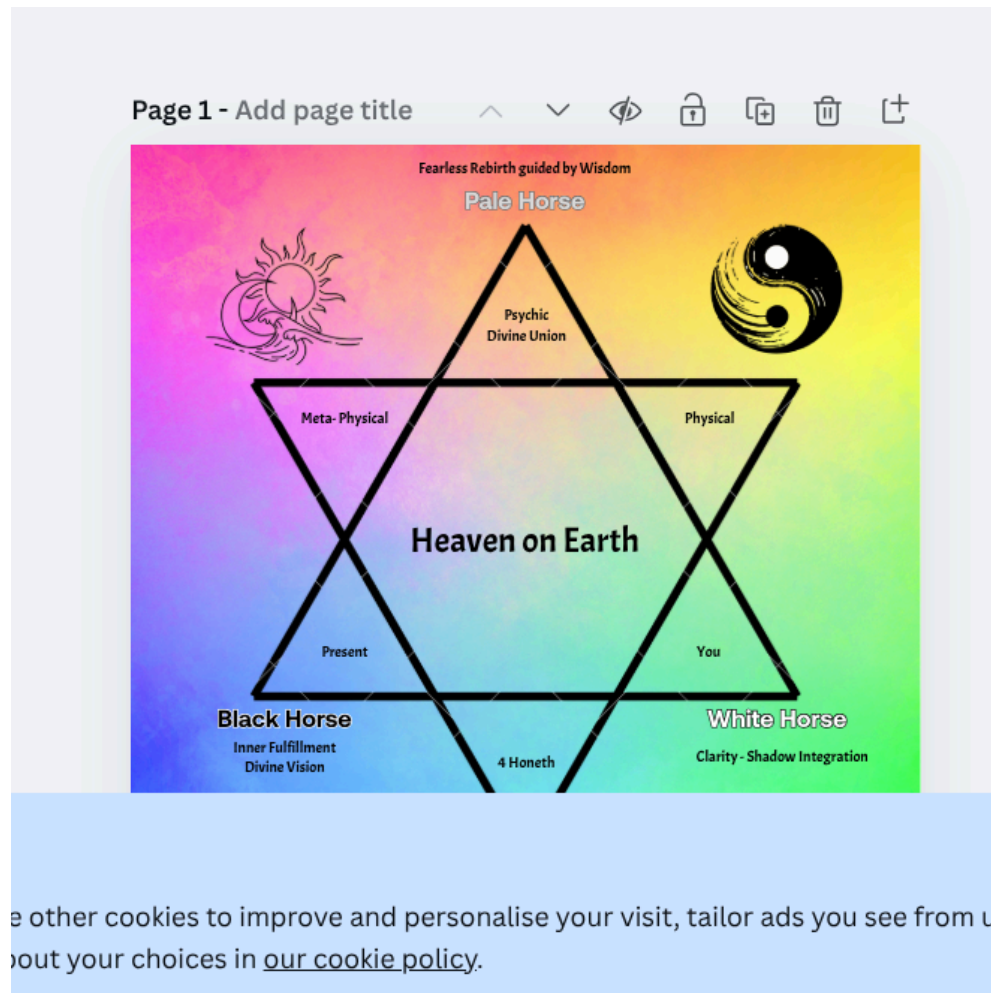 Page 1 - Add page title
Fearless Rebirth guided by Wisdom
Pale Horse
Psychic
Divine Union
Meta- Physical
Physical
Heaven on Earth
Present
You
Black Horse
White Horse
Inner Fulfillment
Divine Vision
Clarity - Shadow Integration
4 Honeth
other cookies to improve and personalise your visit, tailor ads you see from
your choices in our cookie policy.